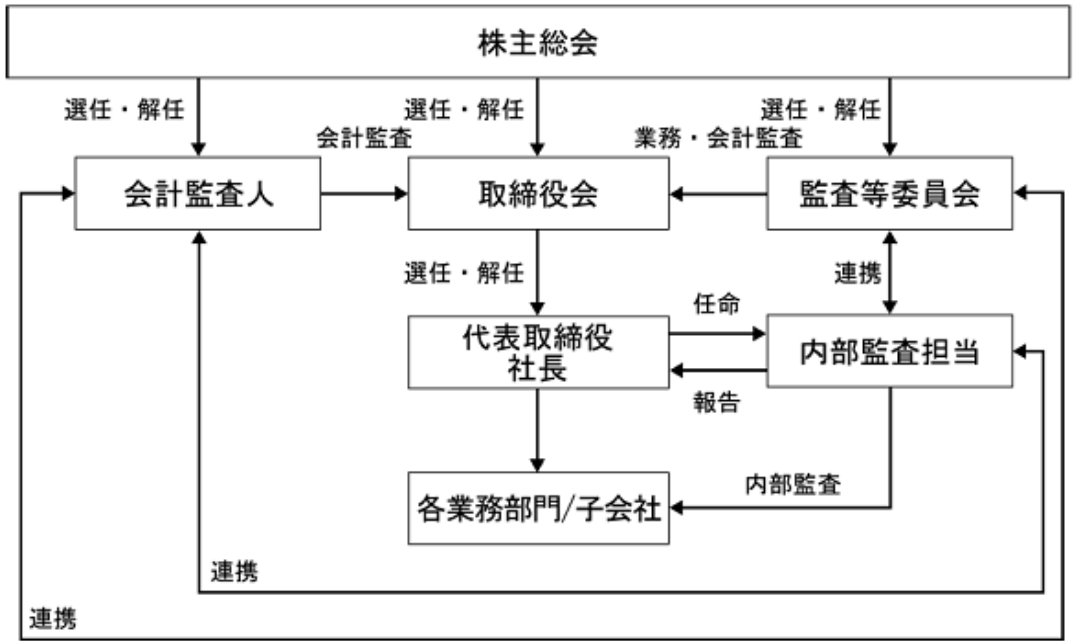 株主総会
選任・解任
選任・解任
選任・解任
会計監査
業務・会計監査
会計監査人
取締役会
監査等委員会
選任・解任
連携
任命
代表取締役
社長
内部監査担当
報告
内部監査
各業務部門/子会社
連携
連携